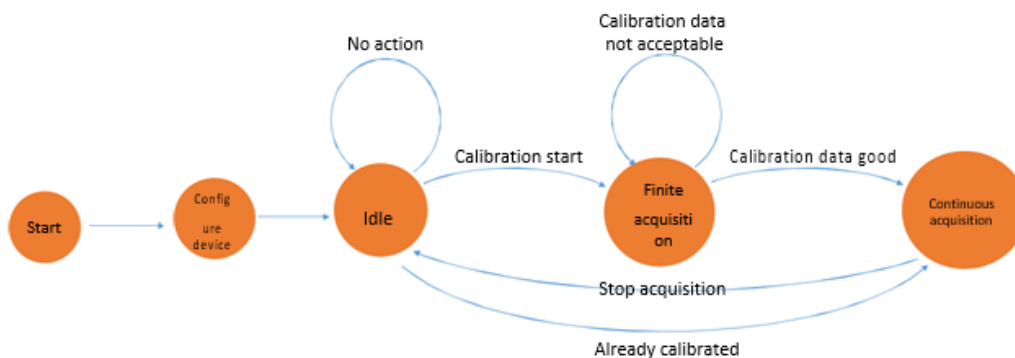 No action
Calibration data
not acceptable
Calibration start
Calibration data good
Start
Config
ure
device
Idle
Finite
acquisiti
on
Continuous
acquisition
Stop acquisition
Already calibrated